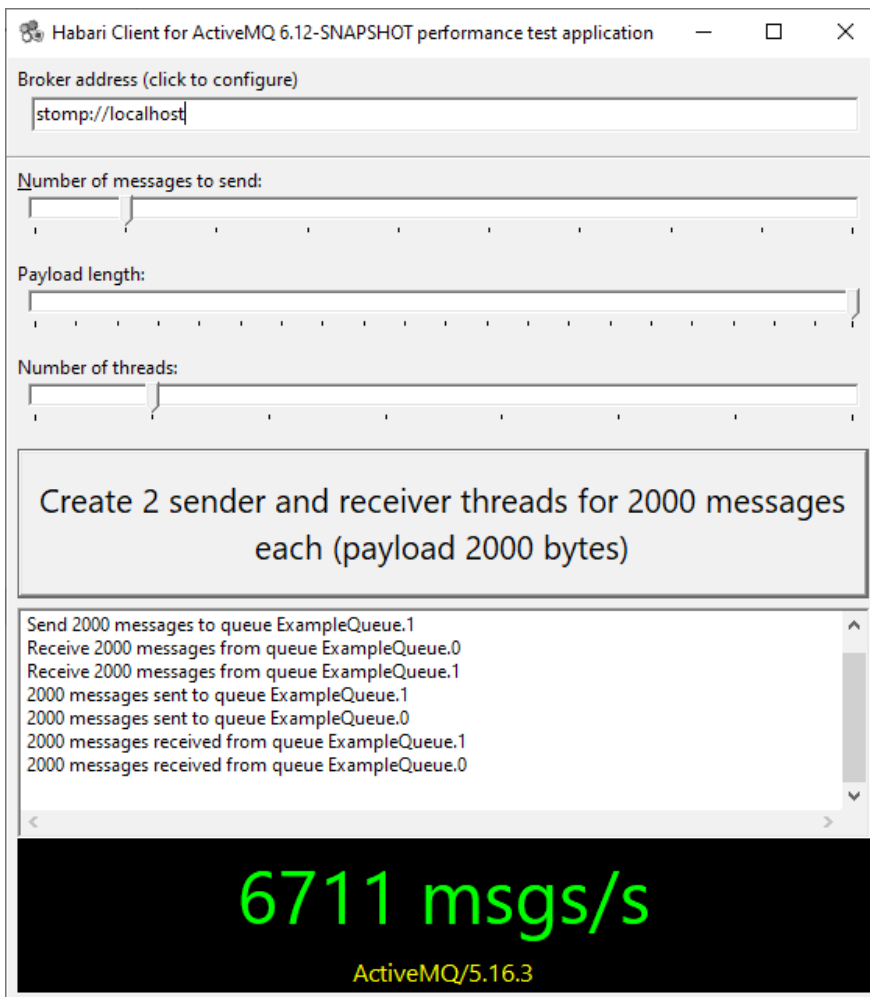 Habari Client for ActiveMQ 6.12-SNAPSHOT performance test application
Broker address (click to configure)
stomp://localhost
Number of messages to send:
Payload length:
Number of threads:
Create 2 sender and receiver threads for 2000 messages
each (payload 2000 bytes)
Send 2000 messages to queue ExampleQueue.1
Receive 2000 messages from queue ExampleQueue.0
Receive 2000 messages from queue ExampleQueue.1
2000 messages sent to queue ExampleQueue.1
2000 messages sent to queue ExampleQueue.0
2000 messages received from queue ExampleQueue.1
2000 messages received from queue ExampleQueue.0
6711 msgs/s
ActiveMQ/5.16.3